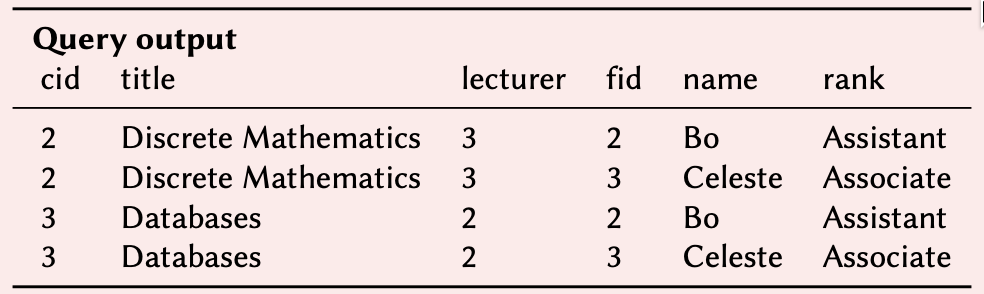 Query output
cid title lecturer fid name rank
2 Discrete Mathematics 3 2 Bo Assistant
2 Discrete Mathematics 3 3 Celeste Associate
3 Databases 2 2 Bo Assistant
3 Databases 2 3 Celeste Associate